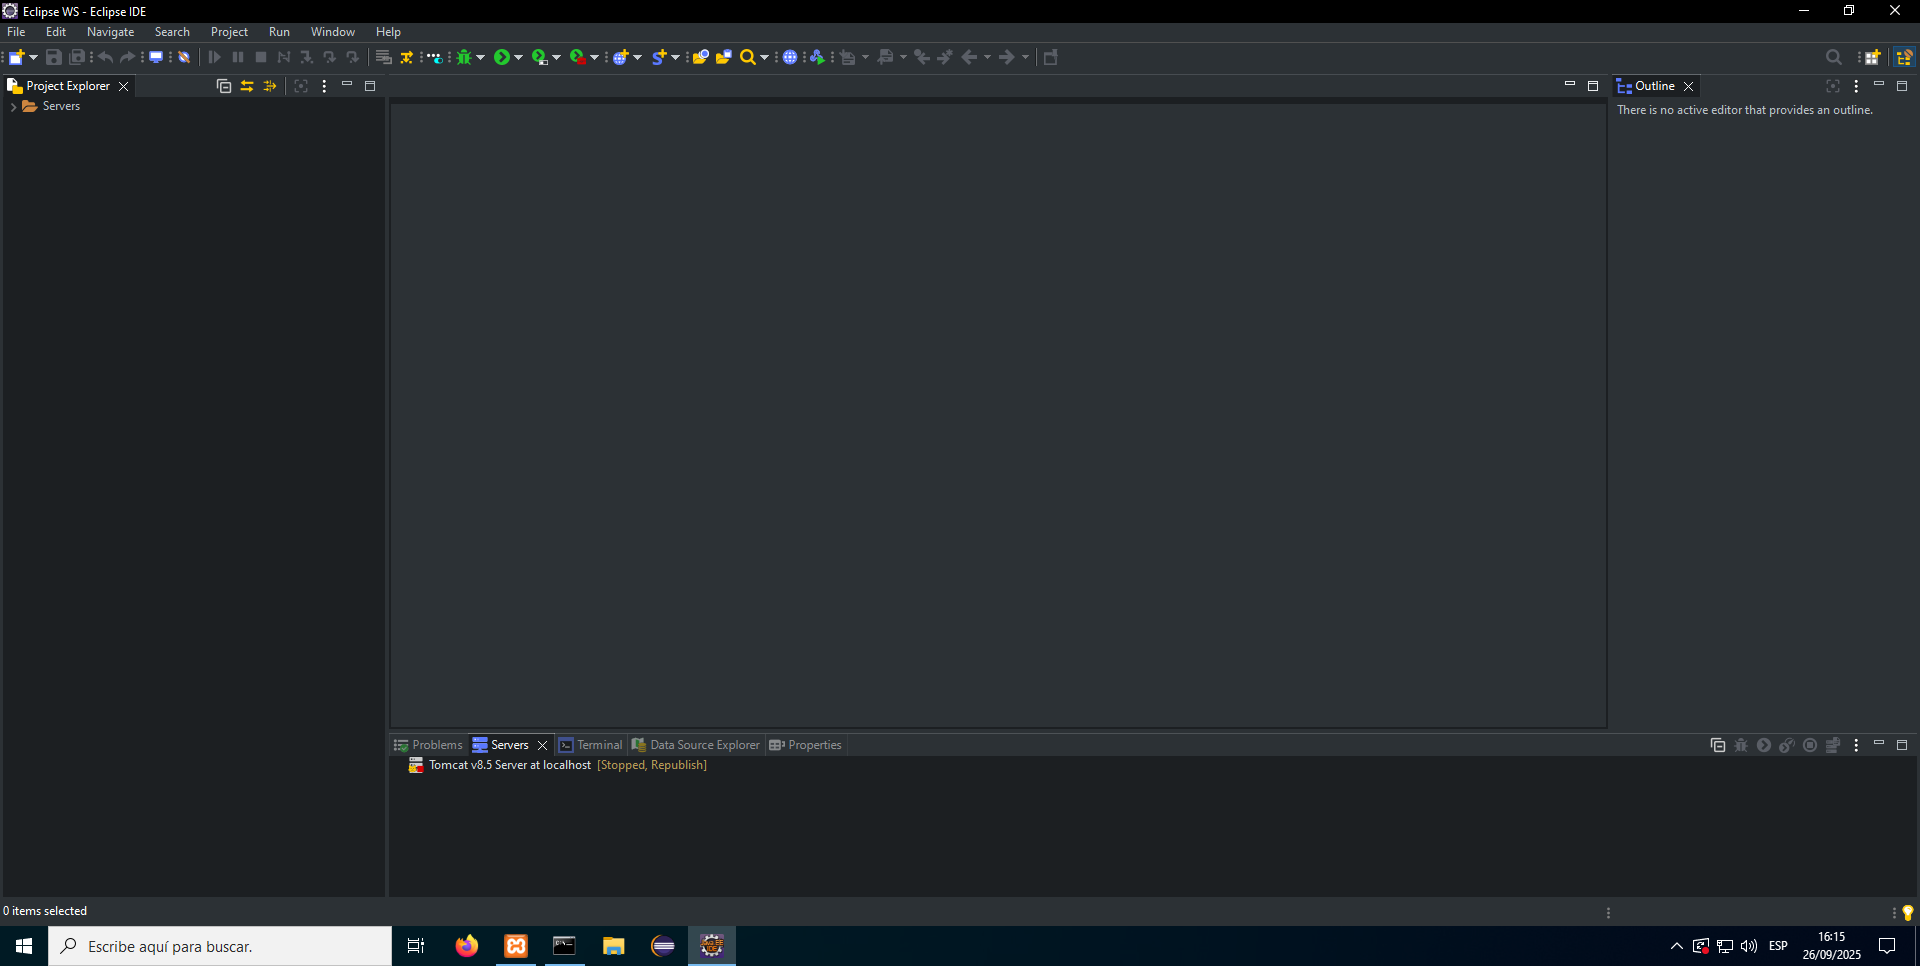 Eclipse WS - Eclipse IDE
File Edit Navigate Search Project Run Window Help
Project Explorer
Servers
Outline
There is no active editor that provides an outline.
Problems Servers Terminal Data Source Explorer Properties
Tomcat v8.5 Server at localhost [Stopped, Republish]
0 items selected
Escribe aquí para buscar.
ESP
16:15
26/09/2025